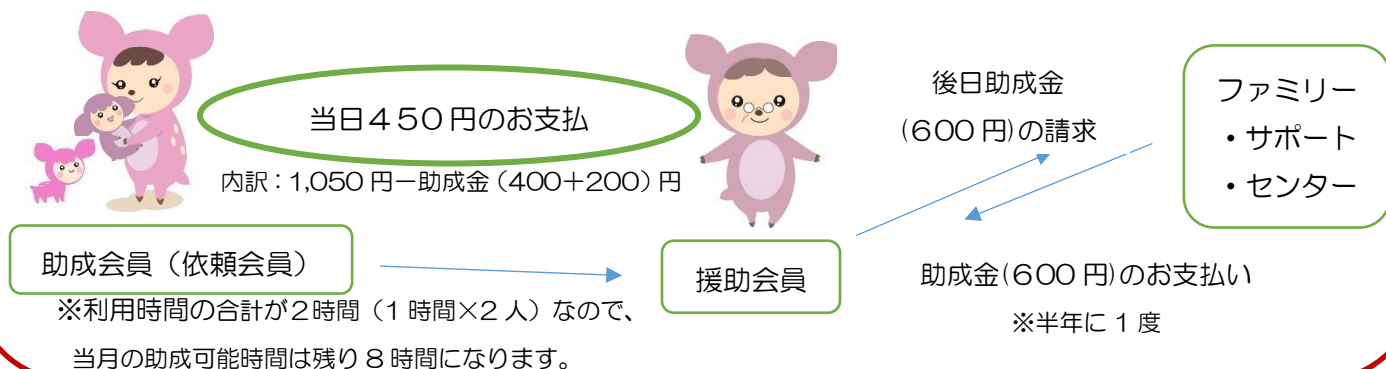 当日450円のお支払
内訳:1,050円ー助成金(400+200)円
助成会員(依頼会員)
※利用時間の合計が2時間(1時間×2人)なので、
当月の助成可能時間は残り8時間になります。
援助会員
後日助成金
(600円)の請求
助成金(600円)のお支払い
※半年に1度
ファミリー
・サポート
・センター